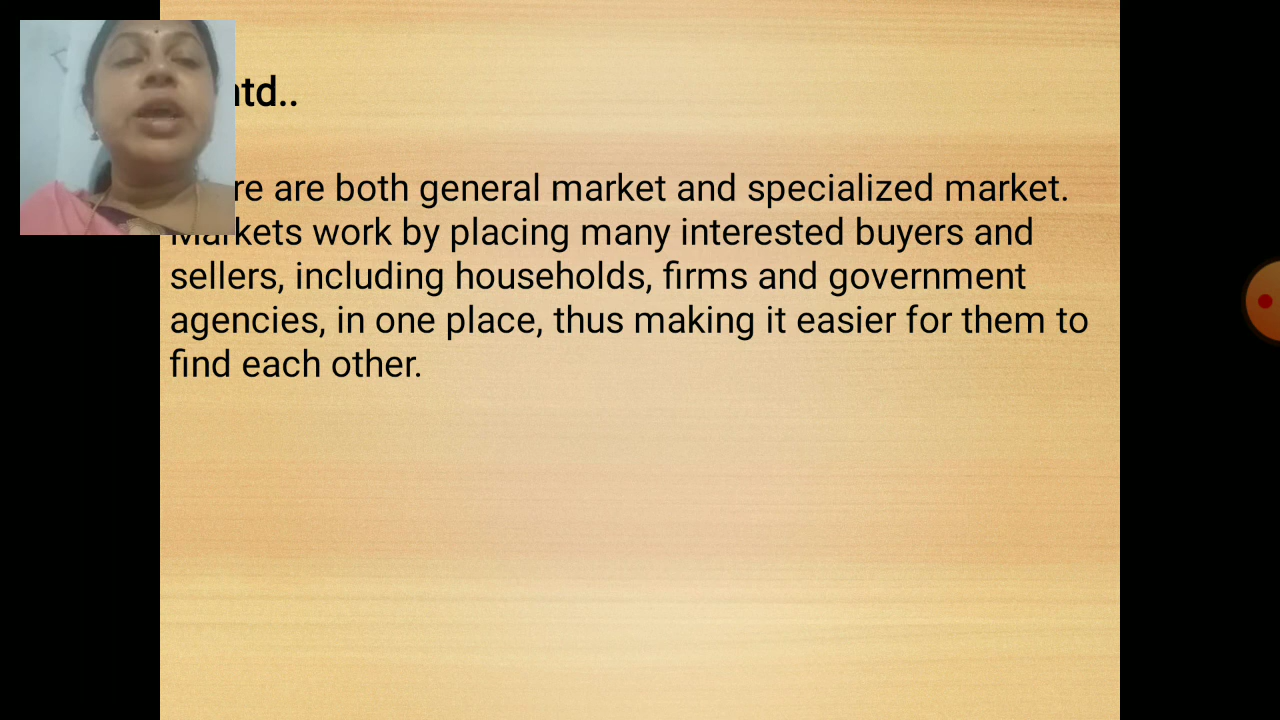 ntd..
re are both general market and specialized market.
Markets work by placing many interested buyers and
sellers, including households, firms and government
agencies, in one place, thus making it easier for them to
find each other.